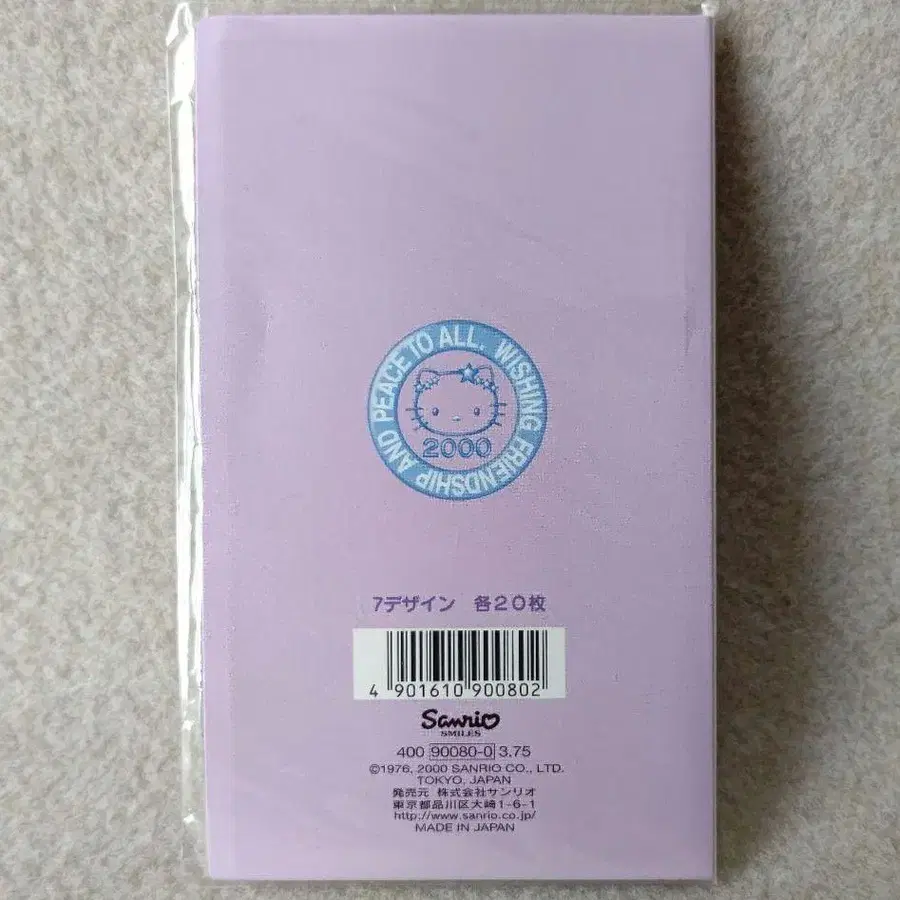 WISHING FRIENDSHIP AND PEACE TO ALL.
2000
7デザイン 各20枚
4 901610 900802
Sanrio
SMILES
400 90080-0 3.75
©1976, 2000 SANRIO CO., LTD.
TOKYO, JAPAN
発売元 株式会社サンリオ
東京都品川区大崎1-6-1
http://www.sanrio.co.jp/
MADE IN JAPAN